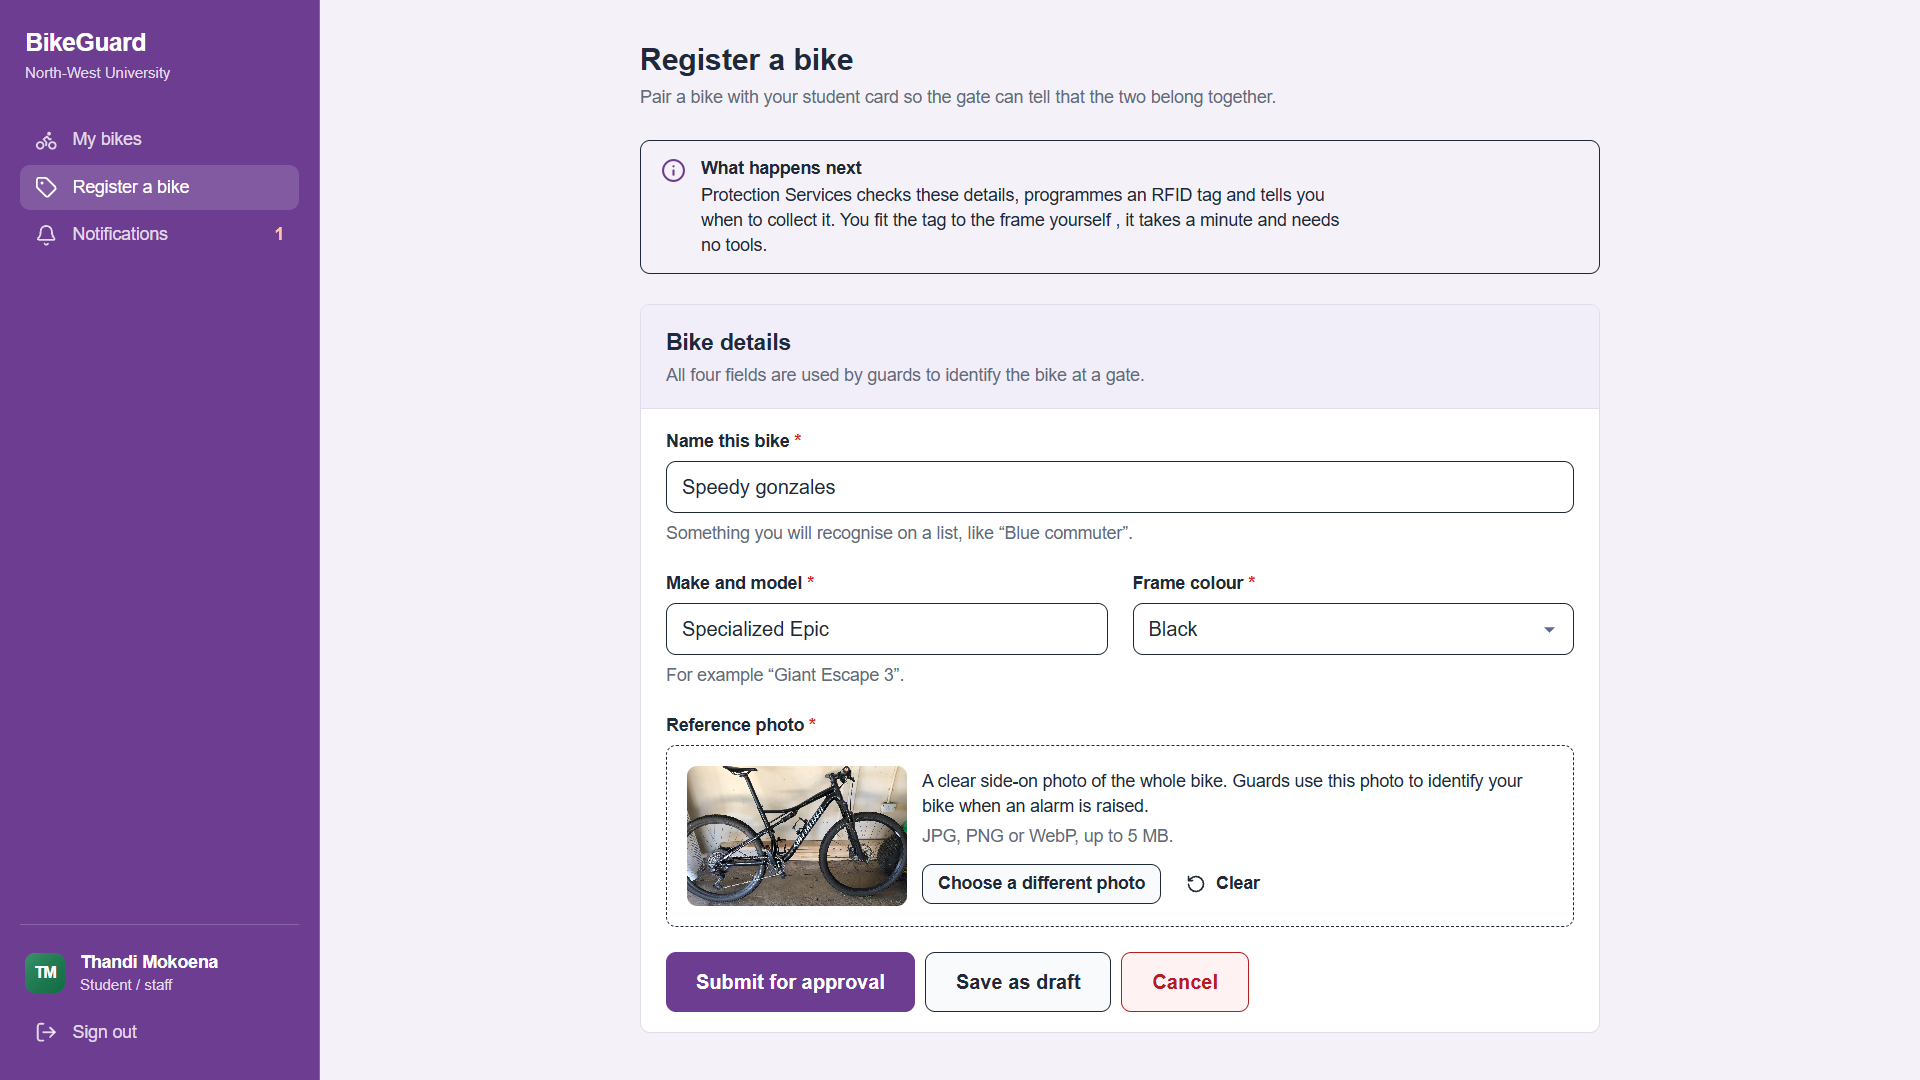 BikeGuard
North-West University
My bikes
Register a bike
Notifications 1
Thandi Mokoena
TM
Student / staff
Sign out
Register a bike
Pair a bike with your student card so the gate can tell that the two belong together.
What happens next
Protection Services checks these details, programmes an RFID tag and tells you
when to collect it. You fit the tag to the frame yourself , it takes a minute and needs
no tools.
Bike details
All four fields are used by guards to identify the bike at a gate.
Name this bike *
Speedy gonzales
Something you will recognise on a list, like “Blue commuter”.
Make and model *
Frame colour *
Specialized Epic
Black
For example “Giant Escape 3”.
Reference photo *
SPECIALIZED
A clear side-on photo of the whole bike. Guards use this photo to identify your
bike when an alarm is raised.
JPG, PNG or WebP, up to 5 MB.
Choose a different photo
Clear
Submit for approval
Save as draft
Cancel